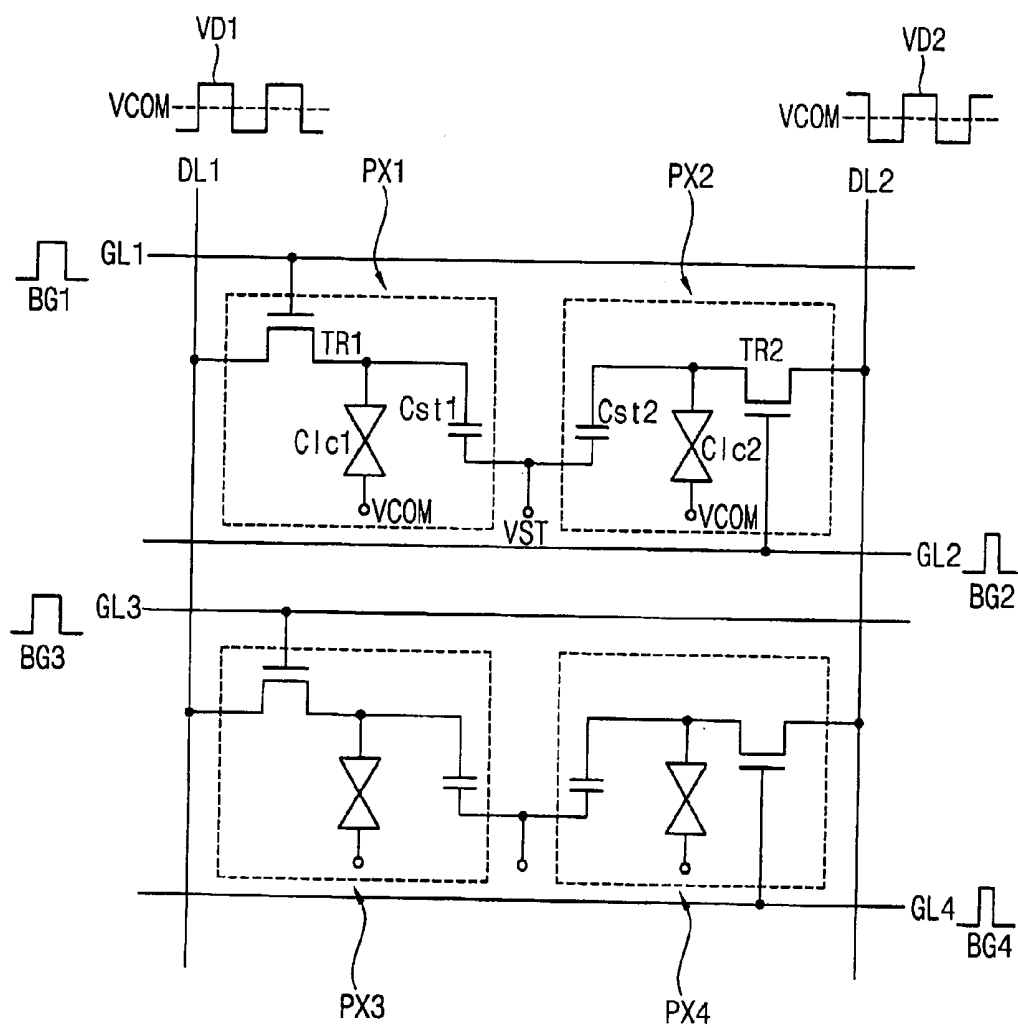 VD1
VD2
VCOM
VCOM
DL1
PX1
PX2
DL2
GL1
BG1
TR1
TR2
Cst1
Cst2
Clc1
Clc2
VCOM
VST
VCOM
GL2
BG2
GL3
BG3
GL4
BG4
PX3
PX4